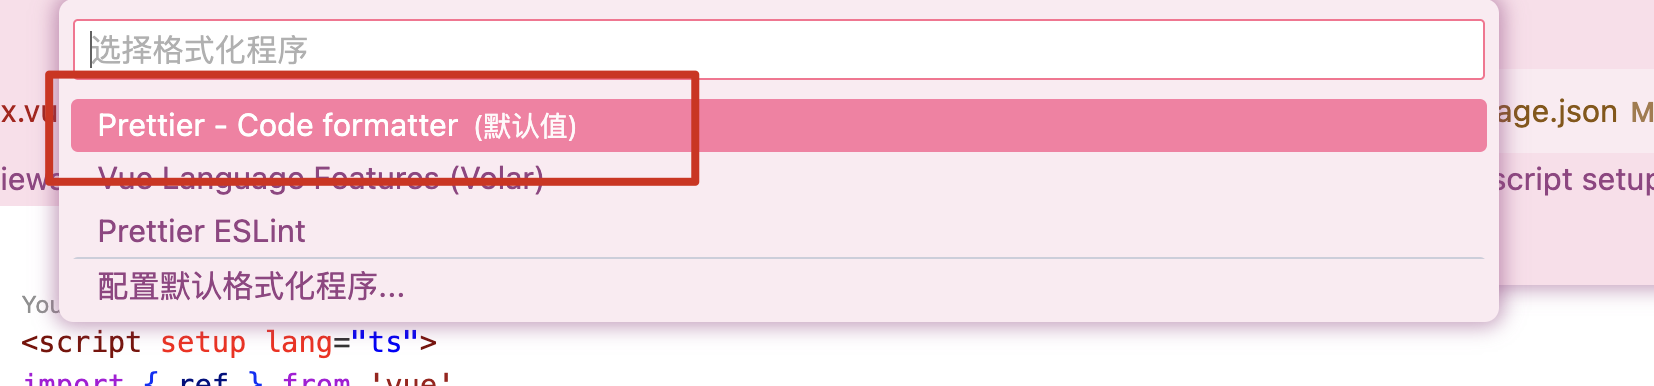 选择格式化程序
x.vu
Prettier - Code formatter (默认值)
age.json M
iews
Vue Language Features (Volar)
script setup
Prettier ESLint
配置默认格式化程序...
You
<script setup lang="ts">
import { ref } from 'vue'